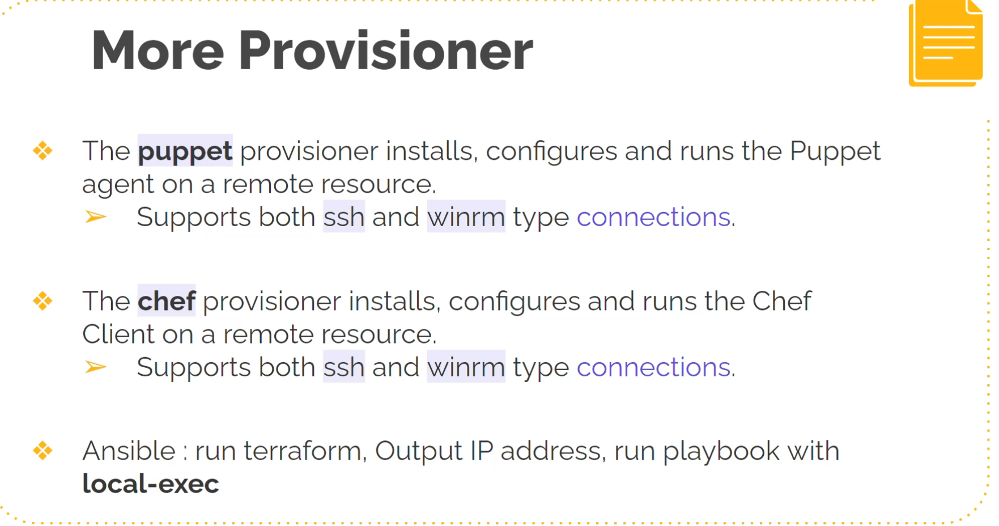 More Provisioner
❖ The puppet provisioner installs, configures and runs the Puppet
agent on a remote resource.
➢ Supports both ssh and winrm type connections.
❖ The chef provisioner installs, configures and runs the Chef
Client on a remote resource.
➢ Supports both ssh and winrm type connections.
❖ Ansible : run terraform, Output IP address, run playbook with
local-exec